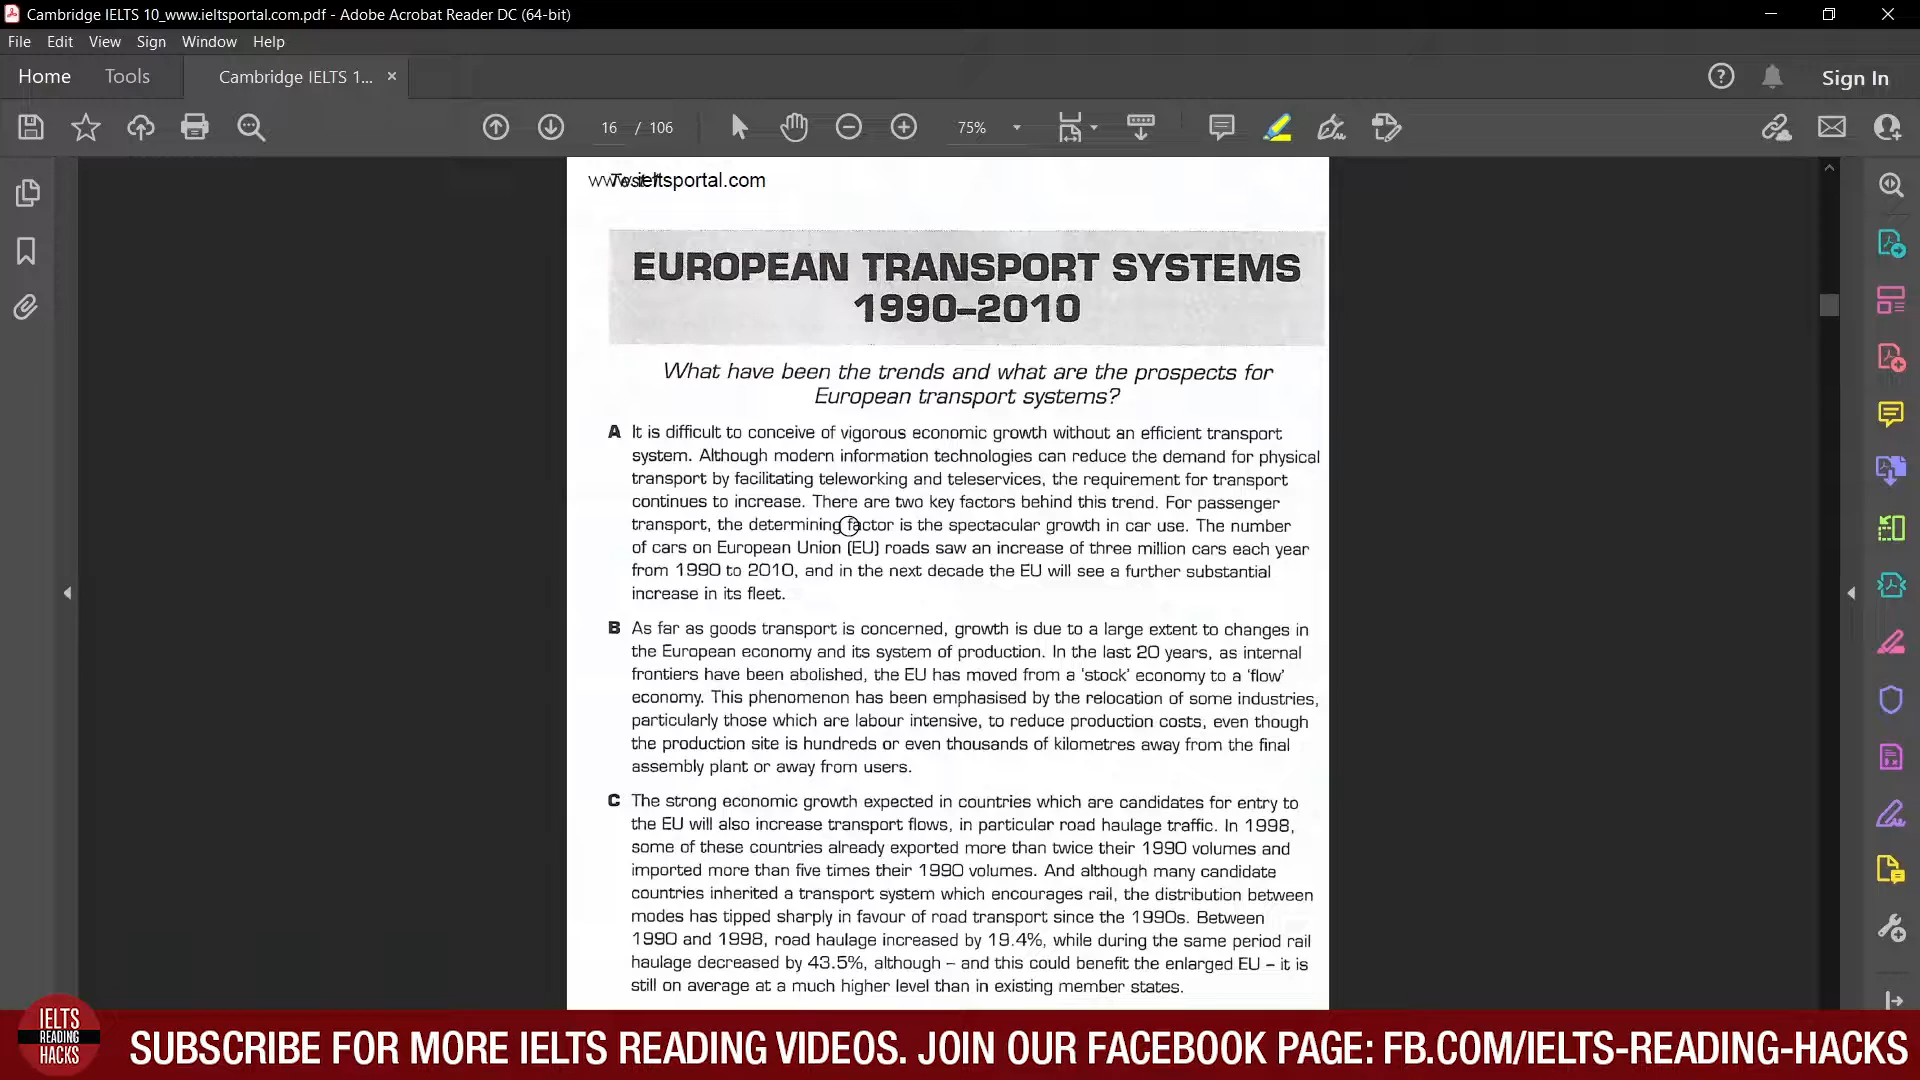 Cambridge IELTS 10_www.ieltsportal.com.pdf - Adobe Acrobat Reader DC (64-bit)
File Edit View Sign Window Help
Home Tools Cambridge IELTS 1... × Sign In
16 / 106 75%
www.ieltsportal.com
EUROPEAN TRANSPORT SYSTEMS
1990–2010
What have been the trends and what are the prospects for
European transport systems?
A It is difficult to conceive of vigorous economic growth without an efficient transport
system. Although modern information technologies can reduce the demand for physical
transport by facilitating teleworking and teleservices, the requirement for transport
continues to increase. There are two key factors behind this trend. For passenger
transport, the determining factor is the spectacular growth in car use. The number
of cars on European Union (EU) roads saw an increase of three million cars each year
from 1990 to 2010, and in the next decade the EU will see a further substantial
increase in its fleet.
B As far as goods transport is concerned, growth is due to a large extent to changes in
the European economy and its system of production. In the last 20 years, as internal
frontiers have been abolished, the EU has moved from a 'stock' economy to a 'flow'
economy. This phenomenon has been emphasised by the relocation of some industries,
particularly those which are labour intensive, to reduce production costs, even though
the production site is hundreds or even thousands of kilometres away from the final
assembly plant or away from users.
C The strong economic growth expected in countries which are candidates for entry to
the EU will also increase transport flows, in particular road haulage traffic. In 1998,
some of these countries already exported more than twice their 1990 volumes and
imported more than five times their 1990 volumes. And although many candidate
countries inherited a transport system which encourages rail, the distribution between
modes has tipped sharply in favour of road transport since the 1990s. Between
1990 and 1998, road haulage increased by 19.4%, while during the same period rail
haulage decreased by 43.5%, although – and this could benefit the enlarged EU – it is
still on average at a much higher level than in existing member states.
IELTS
READING
HACKS
SUBSCRIBE FOR MORE IELTS READING VIDEOS. JOIN OUR FACEBOOK PAGE: FB.COM/IELTS-READING-HACKS